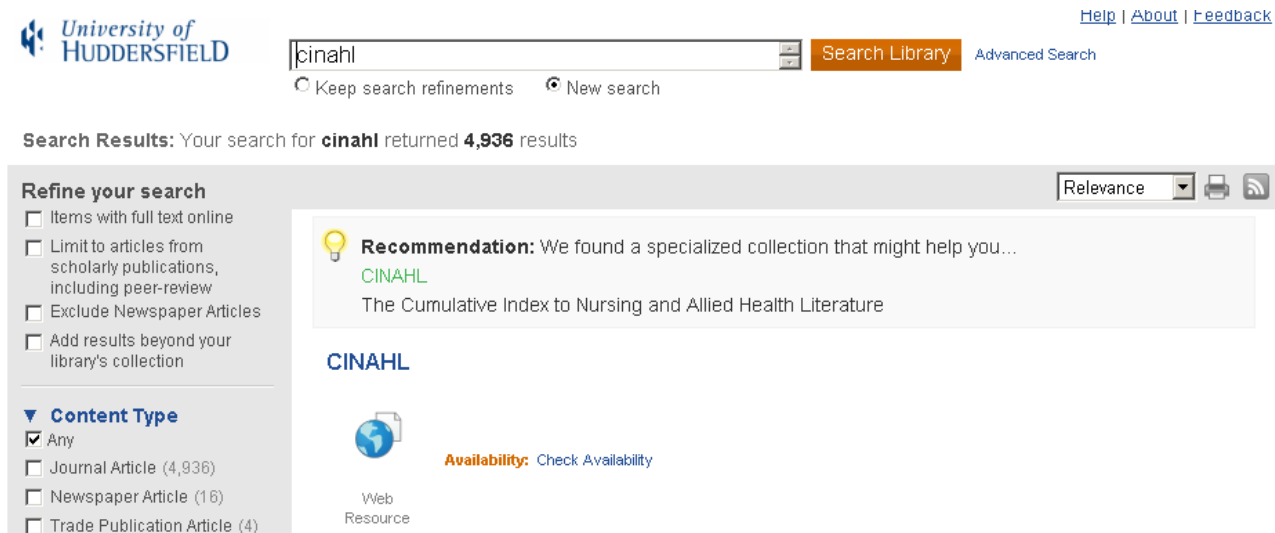 Help | About | Feedback
University of
HUDDERSFIELD
cinahl
Search Library
Advanced Search
Keep search refinements
New search
Search Results: Your search for cinahl returned 4,936 results
Refine your search
Relevance
Items with full text online
Limit to articles from
scholarly publications,
including peer-review
Exclude Newspaper Articles
Add results beyond your
library's collection
Recommendation: We found a specialized collection that might help you...
CINAHL
The Cumulative Index to Nursing and Allied Health Literature
CINAHL
Content Type
Any
Journal Article (4,936)
Newspaper Article (16)
Trade Publication Article (4)
Availability: Check Availability
Web
Resource